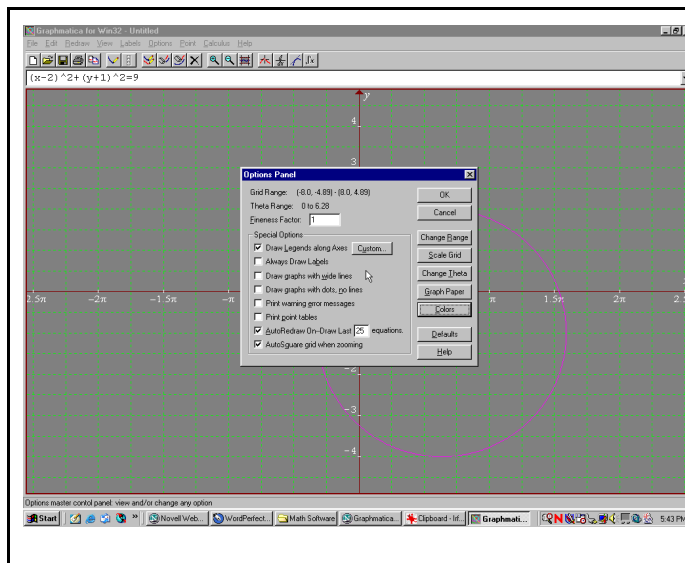 Graphmatica for Win32 - Untitled
File Edit Redraw View Labels Options Point Calculus Help
(x-2)^2+(y+1)^2=9
y
4
3
Options Panel
Grid Range: (-8.0, -4.89) - (8.0, 4.89)
Theta Range: 0 to 6.28
Fineness Factor: 1
Special Options
Draw Legends along Axes Custom...
Always Draw Labels
Draw graphs with wide lines
Draw graphs with dots, no lines
Print warning error messages
Print point tables
AutoRedraw On--Draw Last 25 equations.
AutoSquare grid when zooming
OK
Cancel
Change Range
Scale Grid
Change Theta
Graph Paper
Colors
Defaults
Help
2.5π −2π −1.5π −π π 1.5π 2π
−2
−3
−4
Options master contol panel: view and/or change any option
Start Novell Web... WordPerfect... Math Software Graphmatica... Clipboard - Irf... Graphmati... 5:43 PM